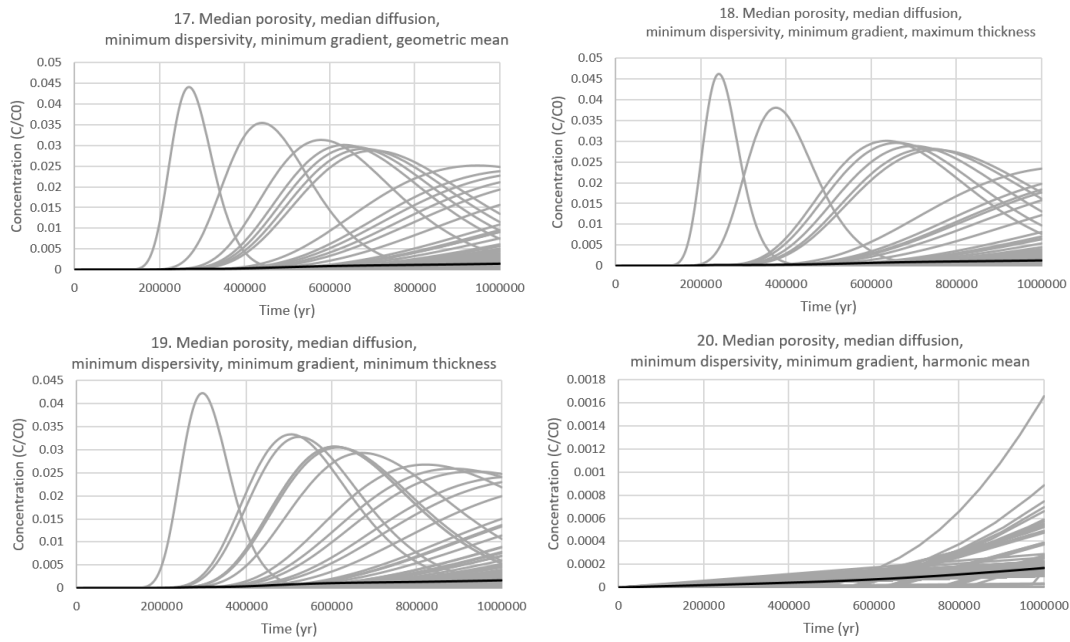 17. Median porosity, median diffusion,
minimum dispersivity, minimum gradient, geometric mean
0.05
0.045
0.04
0.035
0.03
0.025
0.02
0.015
0.01
0.005
0
Concentration (C/C0)
0 200000 400000 600000 800000 1000000
Time (yr)
18. Median porosity, median diffusion,
minimum dispersivity, minimum gradient, maximum thickness
0.05
0.045
0.04
0.035
0.03
0.025
0.02
0.015
0.01
0.005
0
Concentration (C/C0)
0 200000 400000 600000 800000 1000000
Time (yr)
19. Median porosity, median diffusion,
minimum dispersivity, minimum gradient, minimum thickness
0.045
0.04
0.035
0.03
0.025
0.02
0.015
0.01
0.005
0
Concentration (C/C0)
0 200000 400000 600000 800000 1000000
Time (yr)
20. Median porosity, median diffusion,
minimum dispersivity, minimum gradient, harmonic mean
0.0018
0.0016
0.0014
0.0012
0.001
0.0008
0.0006
0.0004
0.0002
0
Concentration (C/C0)
0 200000 400000 600000 800000 1000000
Time (yr)